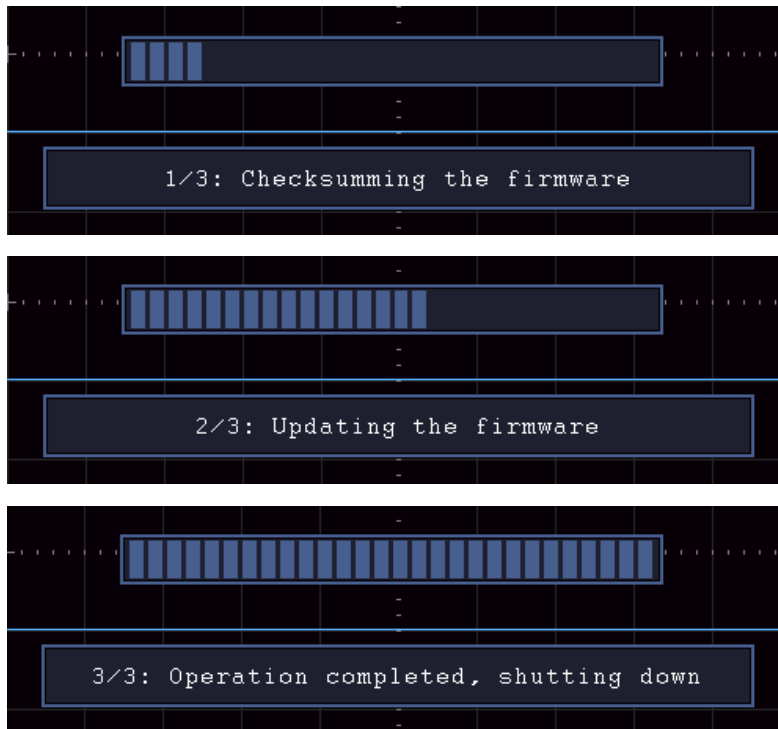 1/3: Checksumming the firmware
2/3: Updating the firmware
3/3: Operation completed, shutting down